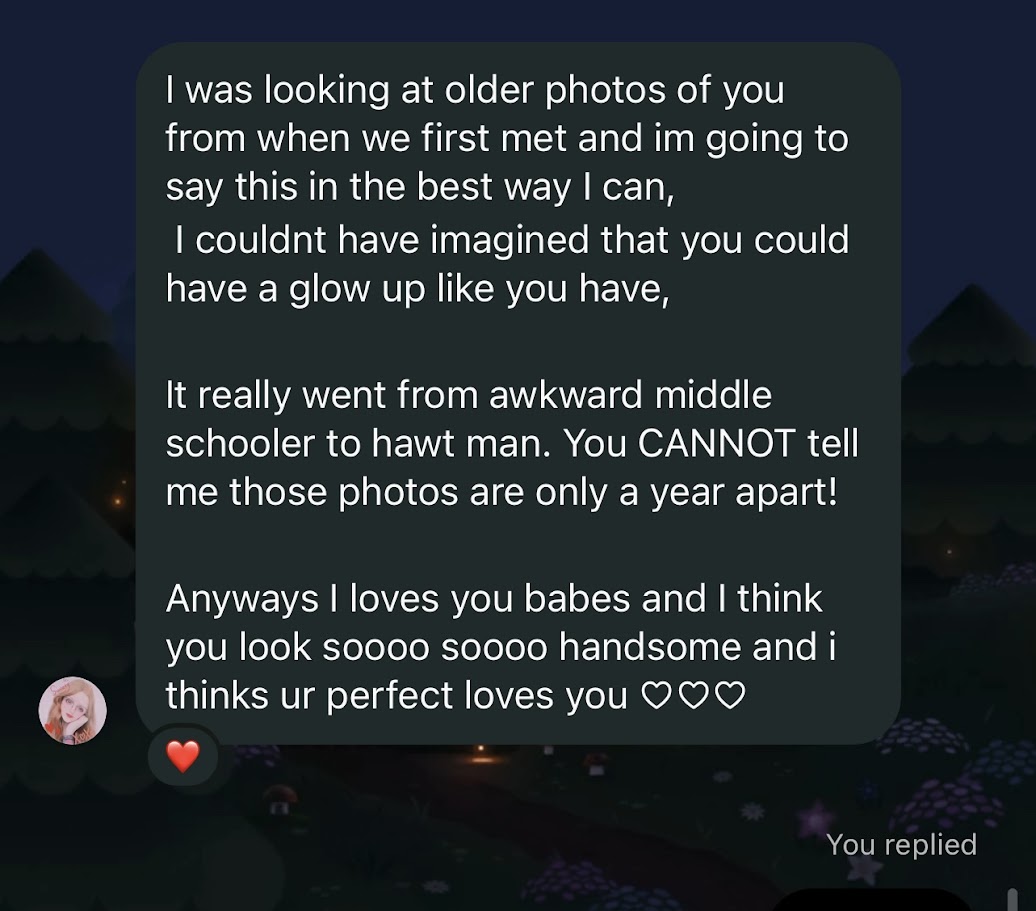 I was looking at older photos of you
from when we first met and im going to
say this in the best way I can,
I couldnt have imagined that you could
have a glow up like you have,
It really went from awkward middle
schooler to hawt man. You CANNOT tell
me those photos are only a year apart!
Anyways I loves you babes and I think
you look soooo soooo handsome and i
thinks ur perfect loves you ♡♡♡
You replied